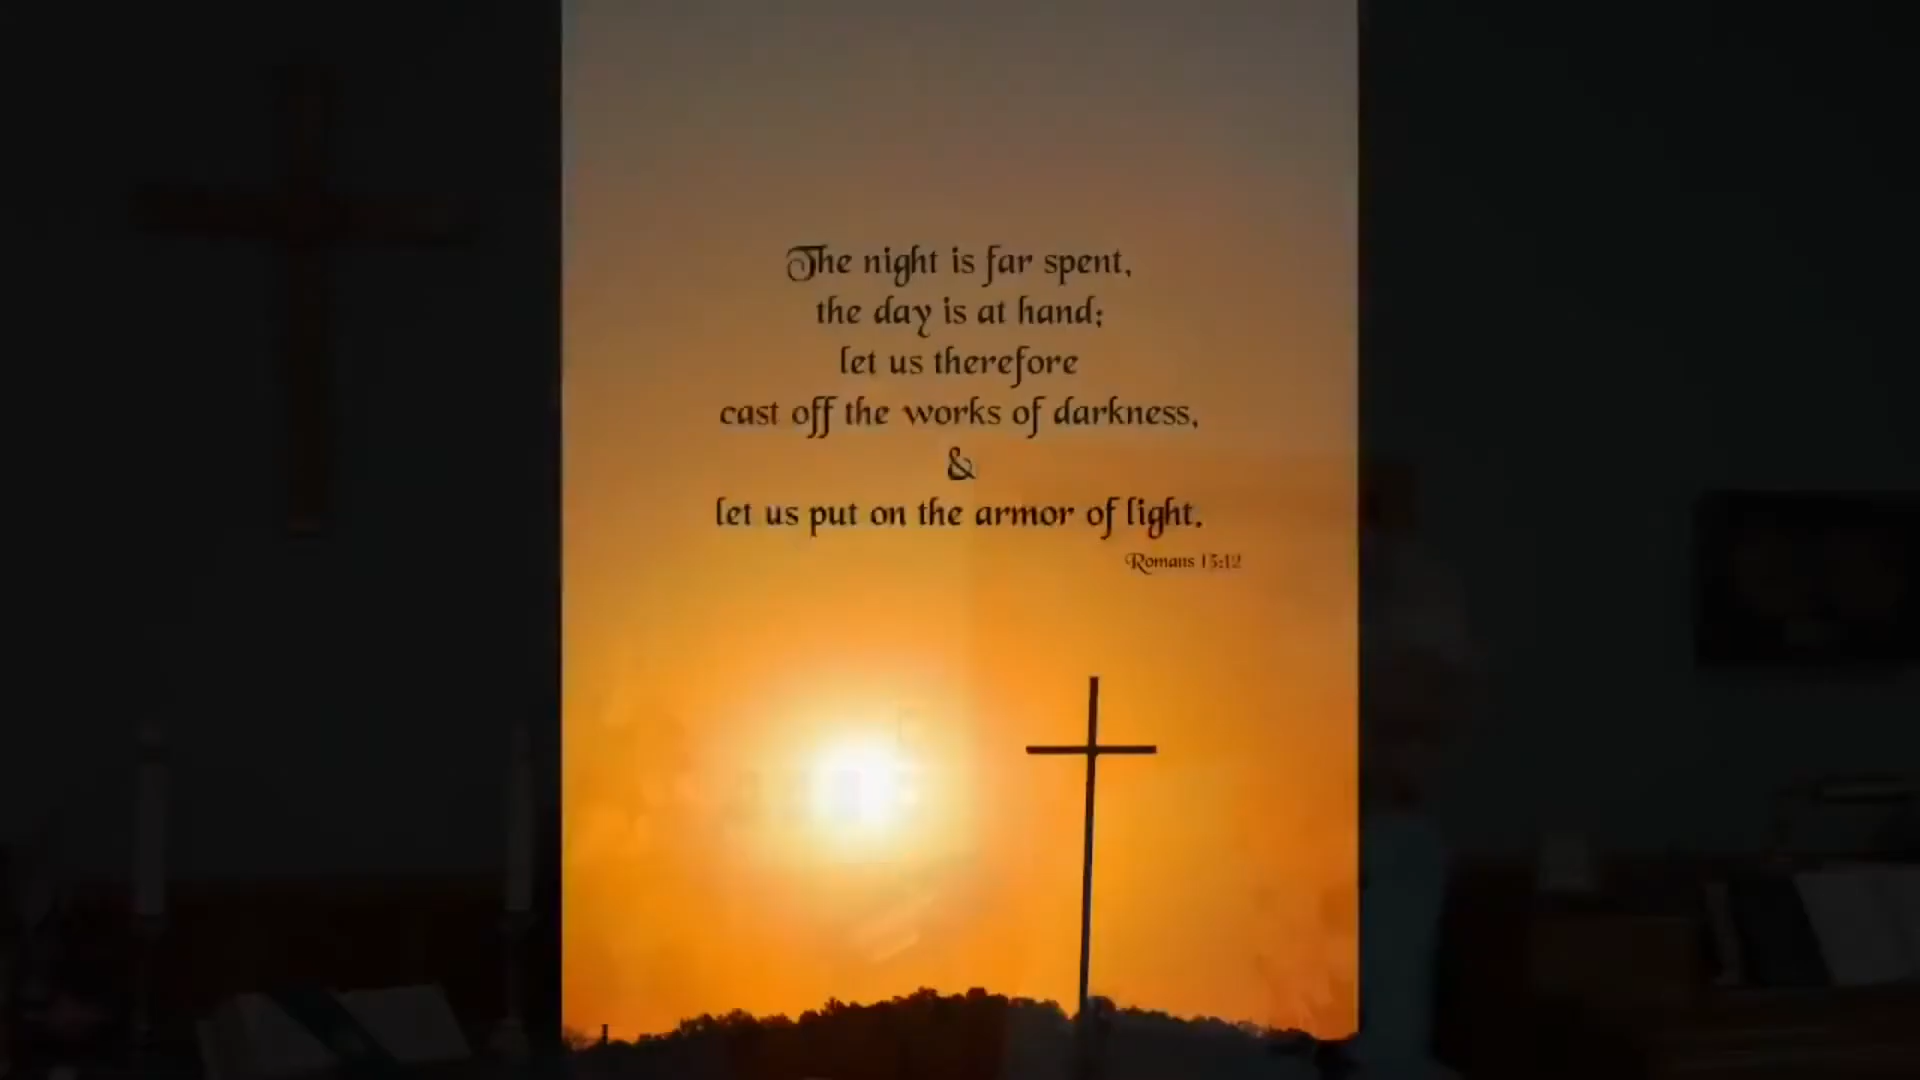 The night is far spent,
the day is at hand;
let us therefore
cast off the works of darkness,
&
let us put on the armor of light.
Romans 13:12